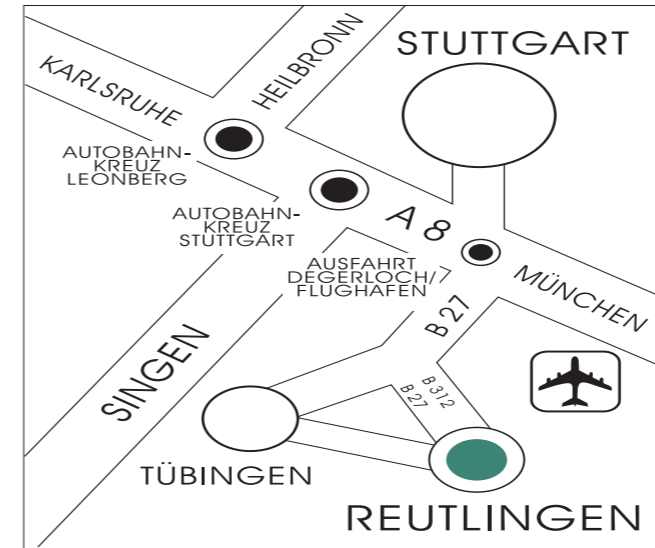 STUTTGART
HEILBRONN
KARLSRUHE
AUTOBAHN-
KREUZ
LEONBERG
AUTOBAHN-
KREUZ
STUTTGART
A 8
AUSFAHRT
DEGERLOCH/
FLUGHAFEN
MÜNCHEN
B 27
SINGEN
B 312
B 27
TÜBINGEN
REUTLINGEN